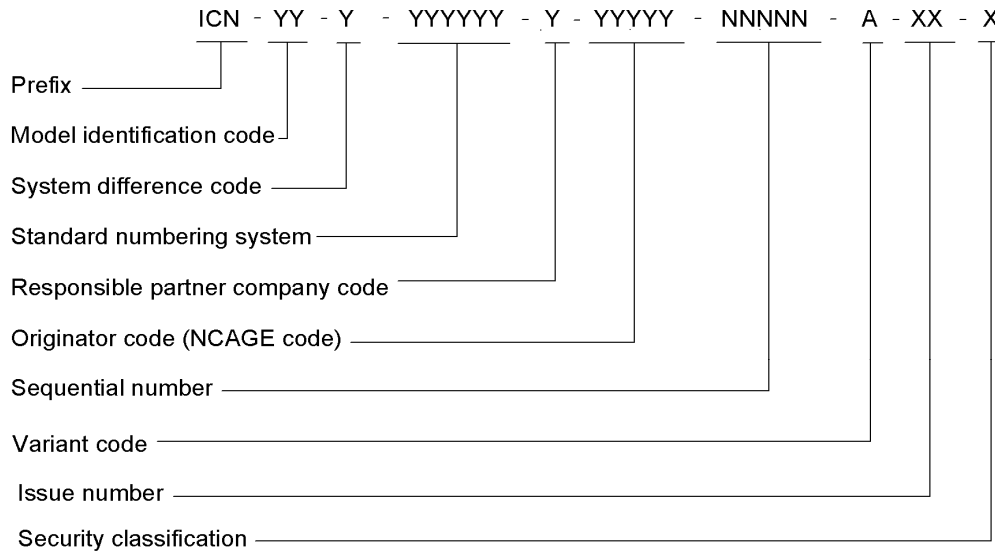 ICN - YY - Y - YYYYYY - Y - YYYYY - NNNNN - A - XX - X
Prefix
Model identification code
System difference code
Standard numbering system
Responsible partner company code
Originator code (NCAGE code)
Sequential number
Variant code
Issue number
Security classification